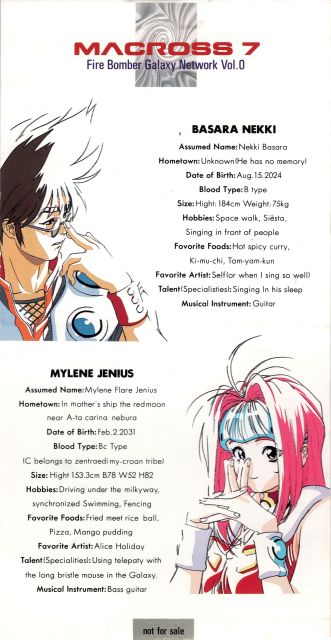 MACROSS 7
Fire Bomber Galaxy Network Vol.0
BASARA NEKKI
Assumed Name:Nekki Basara
Hometown:Unknown(He has no memory)
Date of Birth:Aug.15.2024
Blood Type:B type
Size:Hight:184cm Weight:75kg
Hobbies:Space walk, Sièsta,
Singing in front of people
Fovorite Foods:Hot spicy curry,
Ki-mu-chi, Tom-yam-kun
Favorite Artist:Self(or when I sing so well)
Talent(Specialisties):Singing In his sleep
Musical Instrument:Guitar
MYLENE JENIUS
Assumed Name:Mylene Flare Jenius
Hometown:In mather's ship the redmoon
near A-ta carina nebura
Date of Birth:Feb.2.2031
Blood Type:Bc Type
(C belongs to zentraedi my-croan tribe)
Size:Hight 153.3cm B78 W52 H82
Hobbies:Driving under the milkyway,
synchronized Swimming, Fencing
Favorite Foods:Fried meet rice ball,
Pizza, Mango pudding
Favorite Artist:Alice Holiday
Talent(Specialities):Using telepaty with
the long bristle mouse in the Galaxy.
Musical Instrument:Bass guitar
not for sale